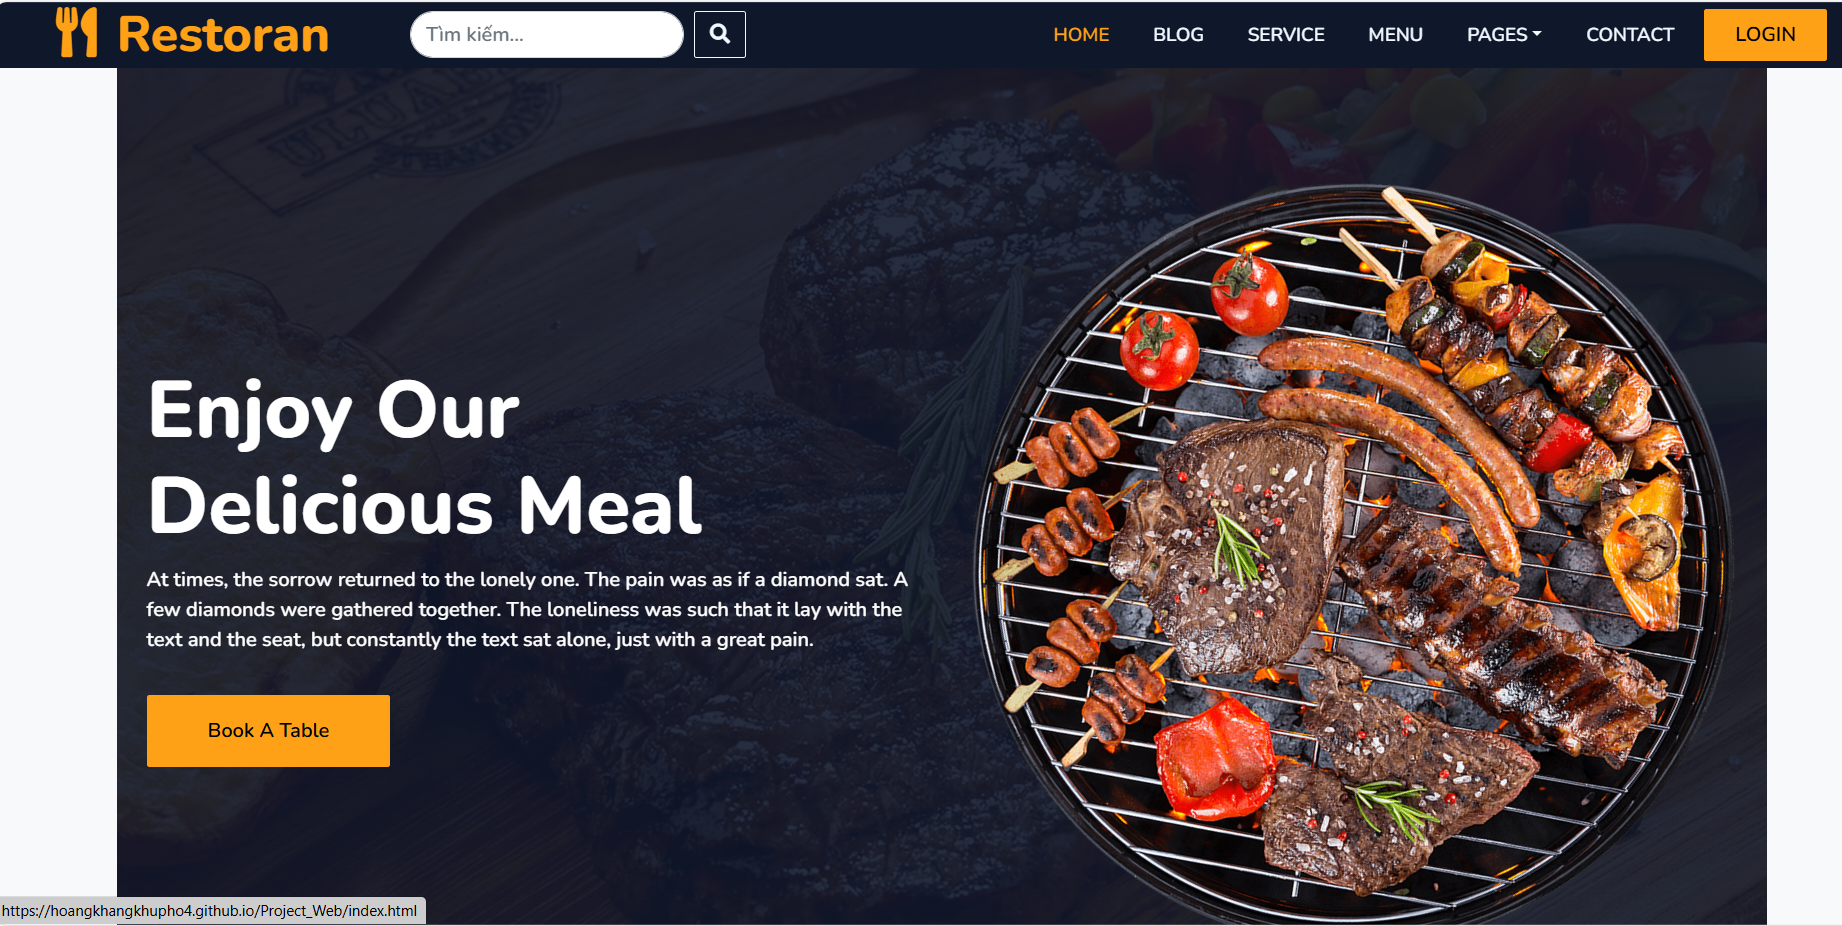 Restoran
Tìm kiếm...
HOME BLOG SERVICE MENU PAGES CONTACT LOGIN
Enjoy Our
Delicious Meal
At times, the sorrow returned to the lonely one. The pain was as if a diamond sat. A
few diamonds were gathered together. The loneliness was such that it lay with the
text and the seat, but constantly the text sat alone, just with a great pain.
Book A Table
https://hoangkhangkhupho4.github.io/Project_Web/index.html